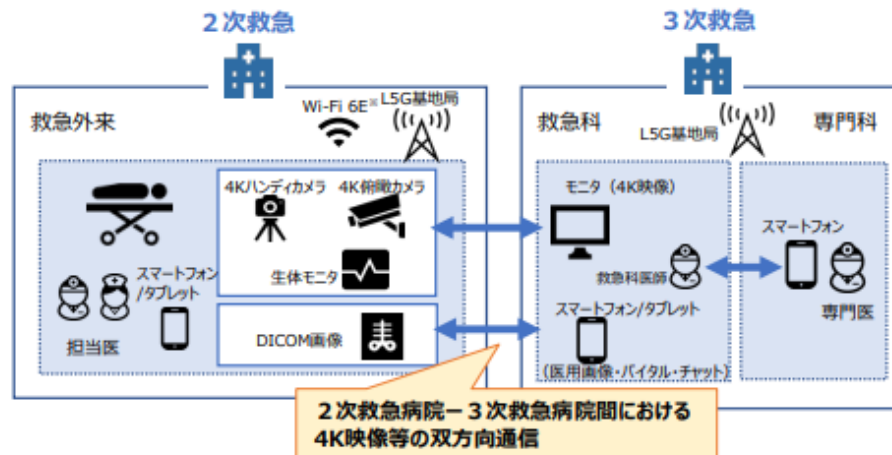 ２次救急
３次救急
救急外来
Wi-Fi 6E※
L5G基地局
4Kハンディカメラ
4K俯瞰カメラ
生体モニタ
スマートフォン
/タブレット
担当医
DICOM画像
救急科
L5G基地局
専門科
モニタ（4K映像）
救急科医師
スマートフォン/タブレット
（医用画像・バイタル・チャット）
スマートフォン
専門医
２次救急病院ー３次救急病院間における
4K映像等の双方向通信